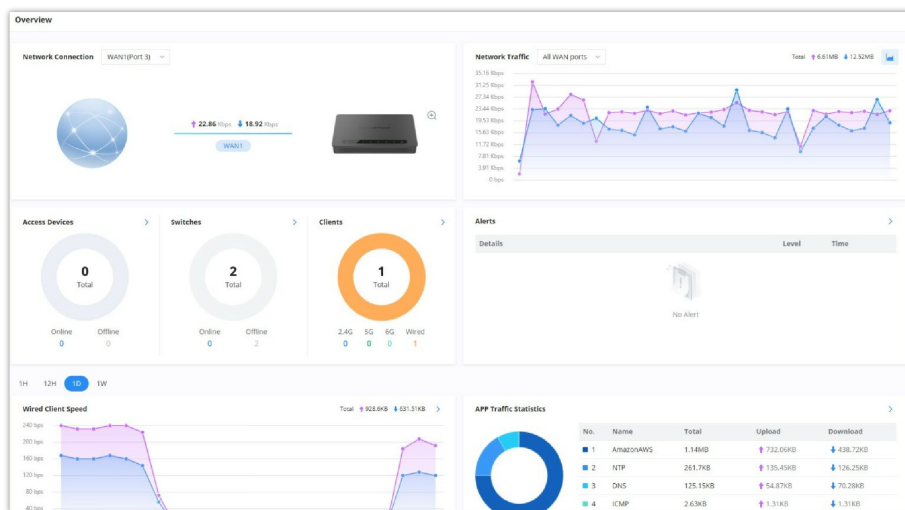 Overview
Network Connection WAN1(Port 3)
22.86 Kbps 18.92 Kbps
WAN1
Network Traffic All WAN ports Total 6.61MB 12.52MB
35.16 Kbps
31.25 Kbps
27.34 Kbps
23.44 Kbps
19.53 Kbps
15.63 Kbps
11.72 Kbps
7.81 Kbps
3.91 Kbps
0 bps
Access Devices
0
Total
Online Offline
0 0
Switches
2
Total
Online Offline
0 2
Clients
1
Total
2.4G 5G 6G Wired
0 0 0 1
Alerts
Details Level Time
No Alert
1H 12H 1D 1W
Wired Client Speed Total 928.6KB 631.51KB
240 bps
200 bps
160 bps
120 bps
80 bps
40 bps
APP Traffic Statistics
No. Name Total Upload Download
1 AmazonAWS 1.14MB 732.06KB 438.72KB
2 NTP 261.7KB 135.45KB 126.25KB
3 DNS 125.15KB 54.87KB 70.28KB
4 ICMP 2.63KB 1.31KB 1.31KB